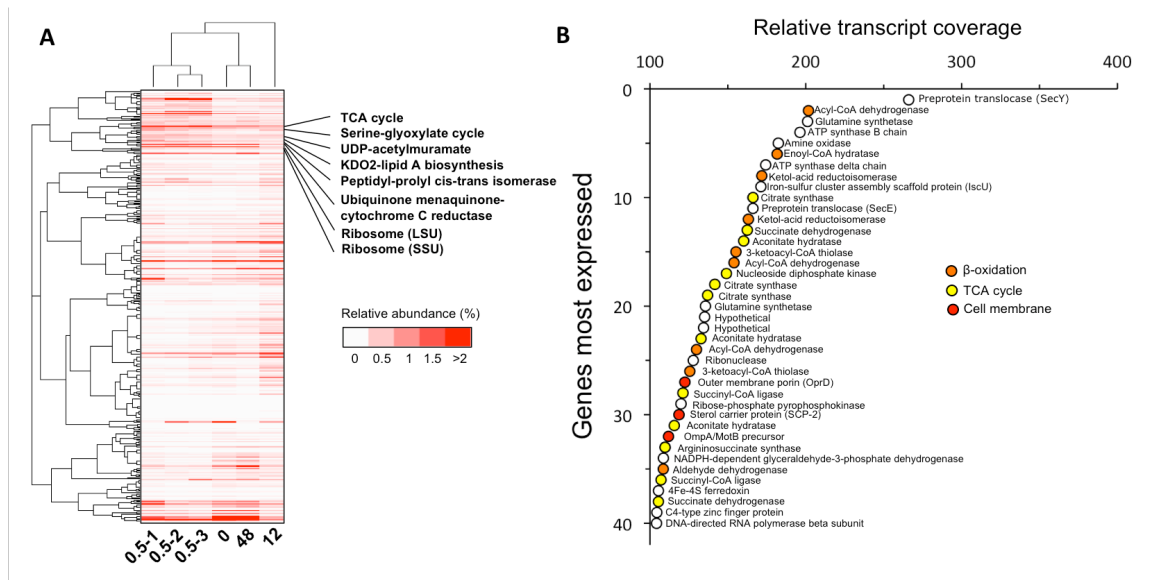 A
TCA cycle
Serine-glyoxylate cycle
UDP-acetylmuramate
KDO2-lipid A biosynthesis
Peptidyl-prolyl cis-trans isomerase
Ubiquinone menaquinone-
cytochrome C reductase
Ribosome (LSU)
Ribosome (SSU)
Relative abundance (%)
0 0.5 1 1.5 >2
0.5-1 0.5-2 0.5-3 0 48 12
B
Relative transcript coverage
100 200 300 400
Genes most expressed
0
10
20
30
40
Preprotein translocase (SecY)
Acyl-CoA dehydrogenase
Glutamine synthetase
ATP synthase B chain
Amine oxidase
Enoyl-CoA hydratase
ATP synthase delta chain
Ketol-acid reductoisomerase
Iron-sulfur cluster assembly scaffold protein (IscU)
Citrate synthase
Preprotein translocase (SecE)
Ketol-acid reductoisomerase
Succinate dehydrogenase
Aconitate hydratase
3-ketoacyl-CoA thiolase
Acyl-CoA dehydrogenase
Nucleoside diphosphate kinase
Citrate synthase
Citrate synthase
Glutamine synthetase
Hypothetical
Hypothetical
Aconitate hydratase
Acyl-CoA dehydrogenase
Ribonuclease
3-ketoacyl-CoA thiolase
Outer membrane porin (OprD)
Succinyl-CoA ligase
Ribose-phosphate pyrophosphokinase
Sterol carrier protein (SCP-2)
Aconitate hydratase
OmpA/MotB precursor
Argininosuccinate synthase
NADPH-dependent glyceraldehyde-3-phosphate dehydrogenase
Aldehyde dehydrogenase
Succinyl-CoA ligase
4Fe-4S ferredoxin
Succinate dehydrogenase
C4-type zinc finger protein
DNA-directed RNA polymerase beta subunit
β-oxidation
TCA cycle
Cell membrane